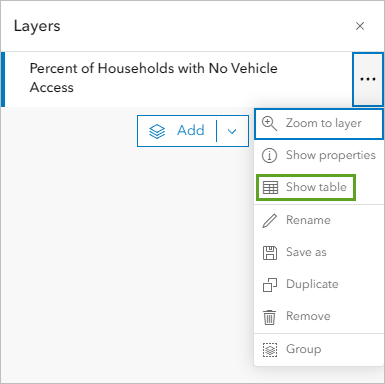 Layers
Percent of Households with No Vehicle
Access
Add
Zoom to layer
Show properties
Show table
Rename
Save as
Duplicate
Remove
Group